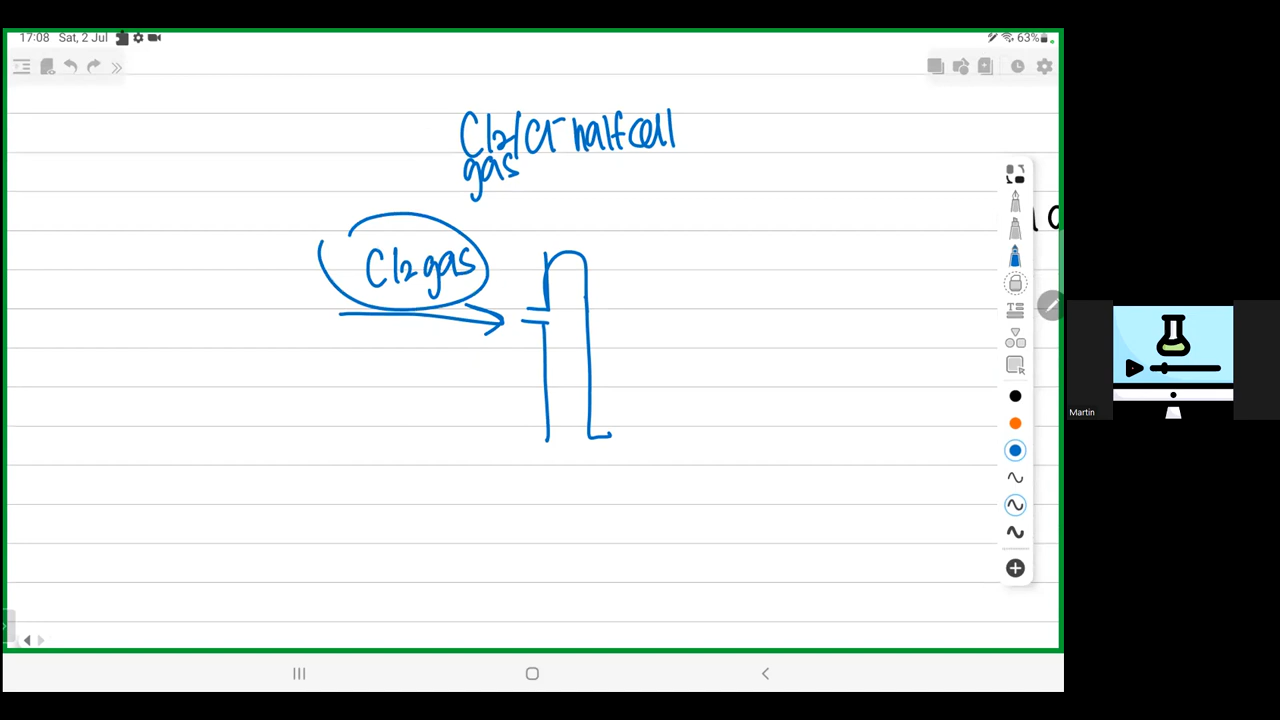 17:08 Sat, 2 Jul
63%
Cl2/Cl- half cell
gas
Cl2 gas
Martin